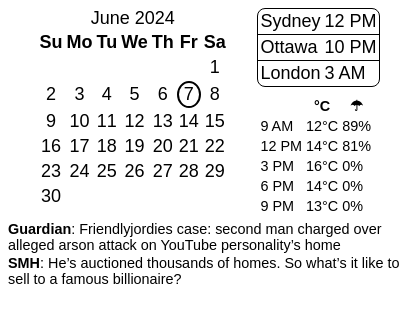 June 2024
Su Mo Tu We Th Fr Sa
1
2 3 4 5 6 7 8
9 10 11 12 13 14 15
16 17 18 19 20 21 22
23 24 25 26 27 28 29
30
Sydney 12 PM
Ottawa 10 PM
London 3 AM
°C ☂
9 AM 12°C 89%
12 PM 14°C 81%
3 PM 16°C 0%
6 PM 14°C 0%
9 PM 13°C 0%
Guardian: Friendlyjordies case: second man charged over
alleged arson attack on YouTube personality’s home
SMH: He’s auctioned thousands of homes. So what’s it like to
sell to a famous billionaire?